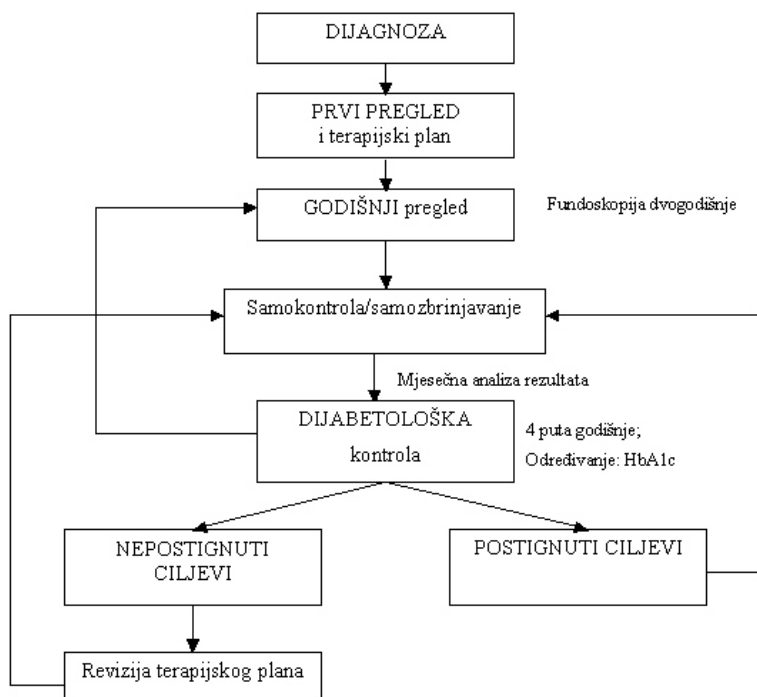 DIJAGNOZA
PRVI PREGLED
i terapijski plan
GODIŠNJI pregled
Fundoskopija dvogodišnje
Samokontrola/samozbrinjavanje
Mjesečna analiza rezultata
DIJABETOLOŠKA
kontrola
4 puta godišnje;
Određivanje: HbA1c
NEPOSTIGNUTI
CILJEVI
POSTIGNUTI CILJEVI
Revizija terapijskog plana